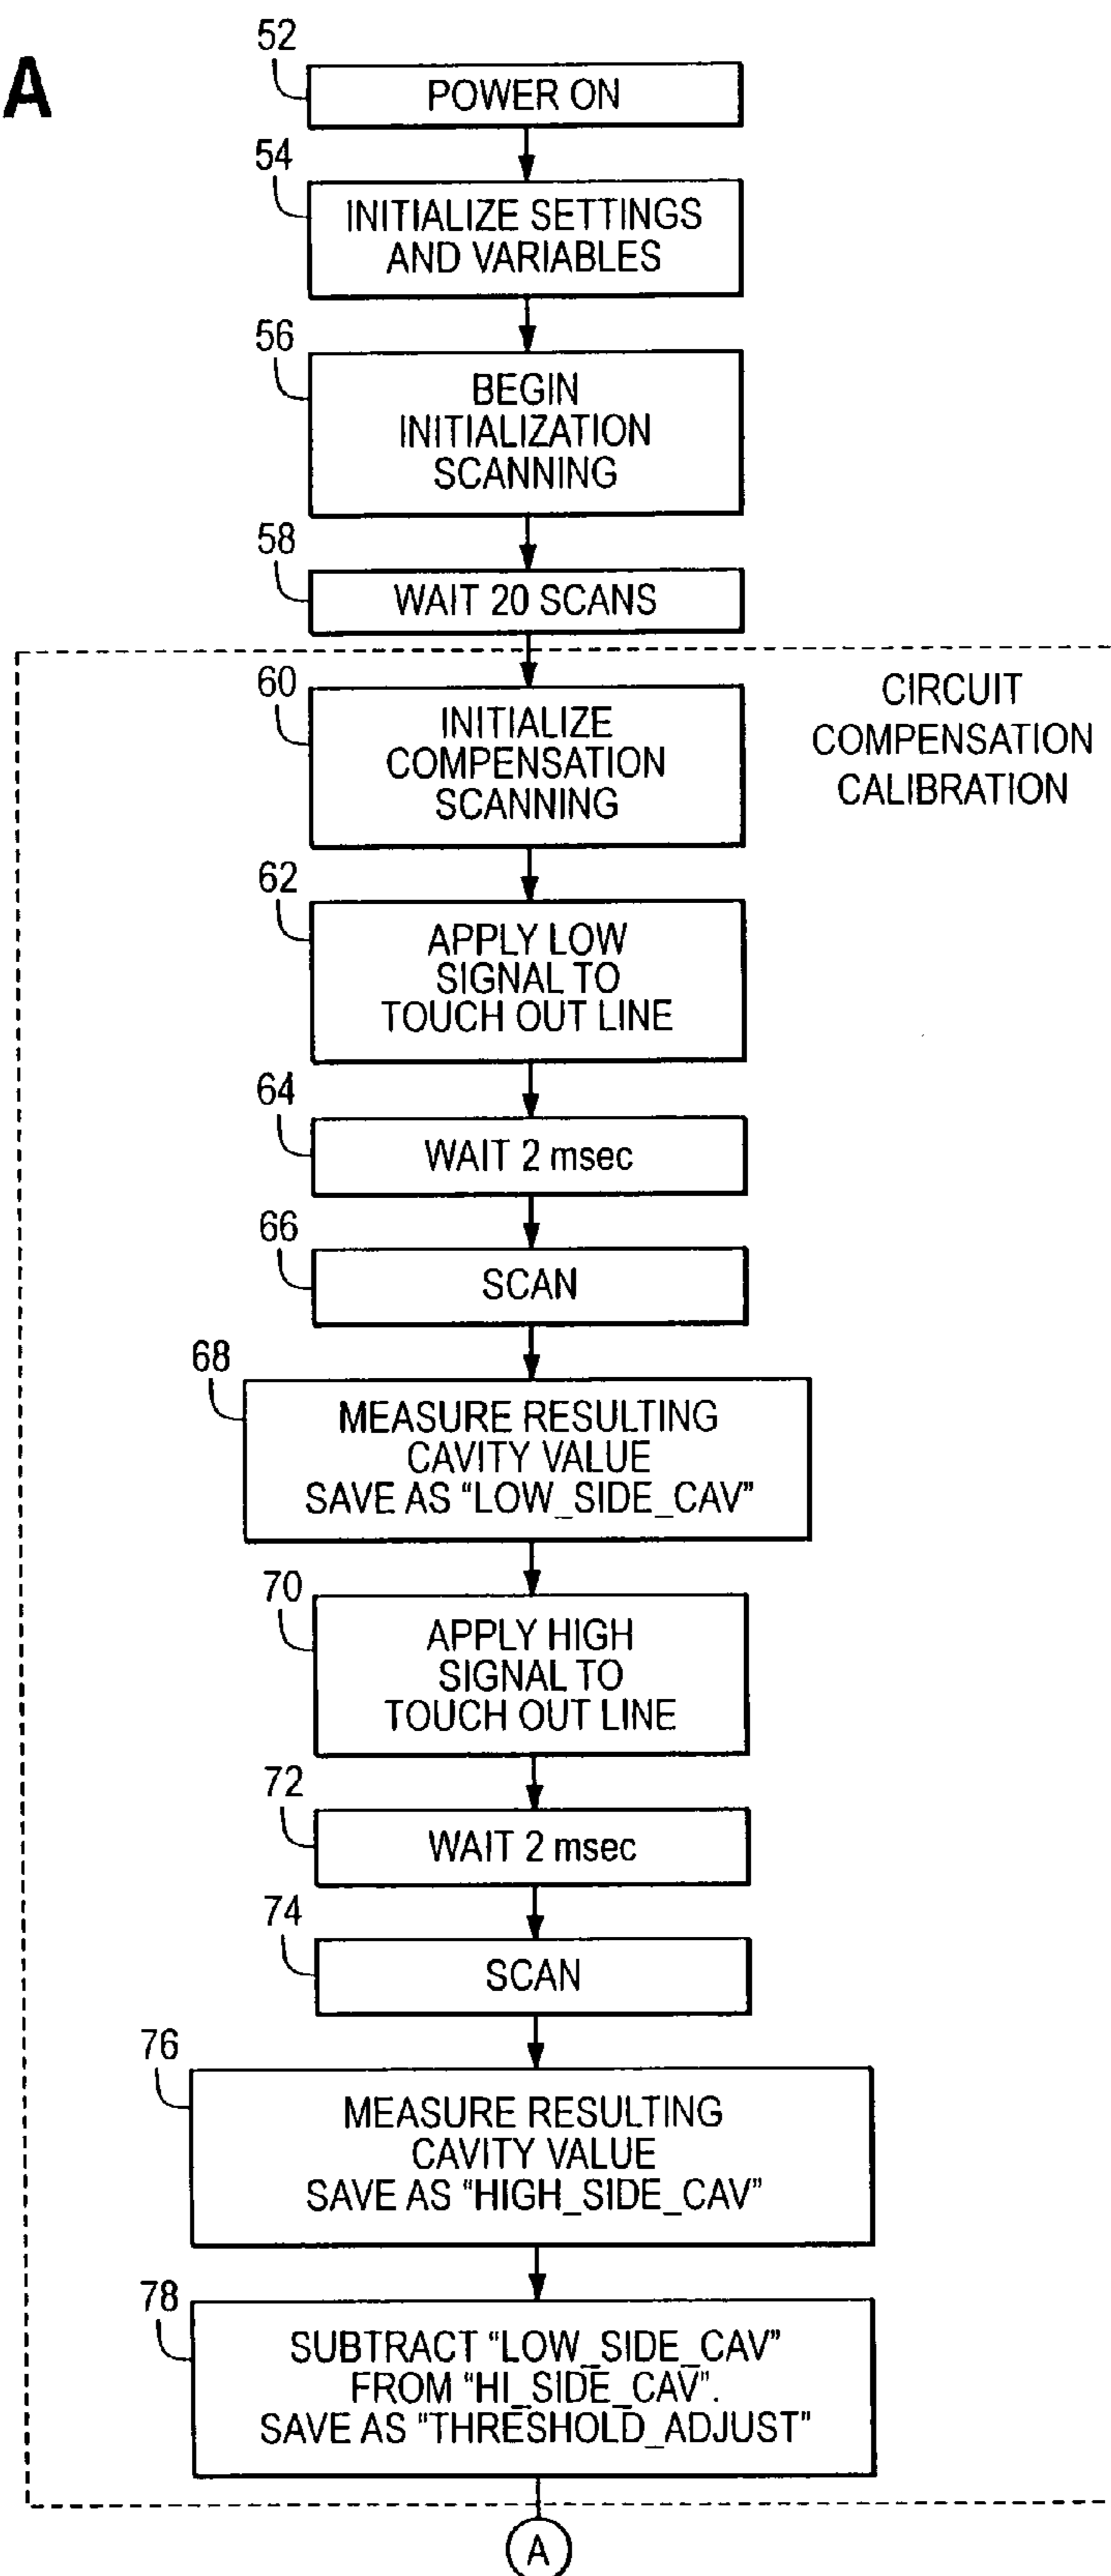 A
52
POWER ON
54
INITIALIZE SETTINGS
AND VARIABLES
56
BEGIN
INITIALIZATION
SCANNING
58
WAIT 20 SCANS
CIRCUIT
COMPENSATION
CALIBRATION
60
INITIALIZE
COMPENSATION
SCANNING
62
APPLY LOW
SIGNAL TO
TOUCH OUT LINE
64
WAIT 2 msec
66
SCAN
68
MEASURE RESULTING
CAVITY VALUE
SAVE AS “LOW_SIDE_CAV”
70
APPLY HIGH
SIGNAL TO
TOUCH OUT LINE
72
WAIT 2 msec
74
SCAN
76
MEASURE RESULTING
CAVITY VALUE
SAVE AS “HIGH_SIDE_CAV”
78
SUBTRACT “LOW_SIDE_CAV”
FROM “HI_SIDE_CAV”.
SAVE AS “THRESHOLD_ADJUST”
A